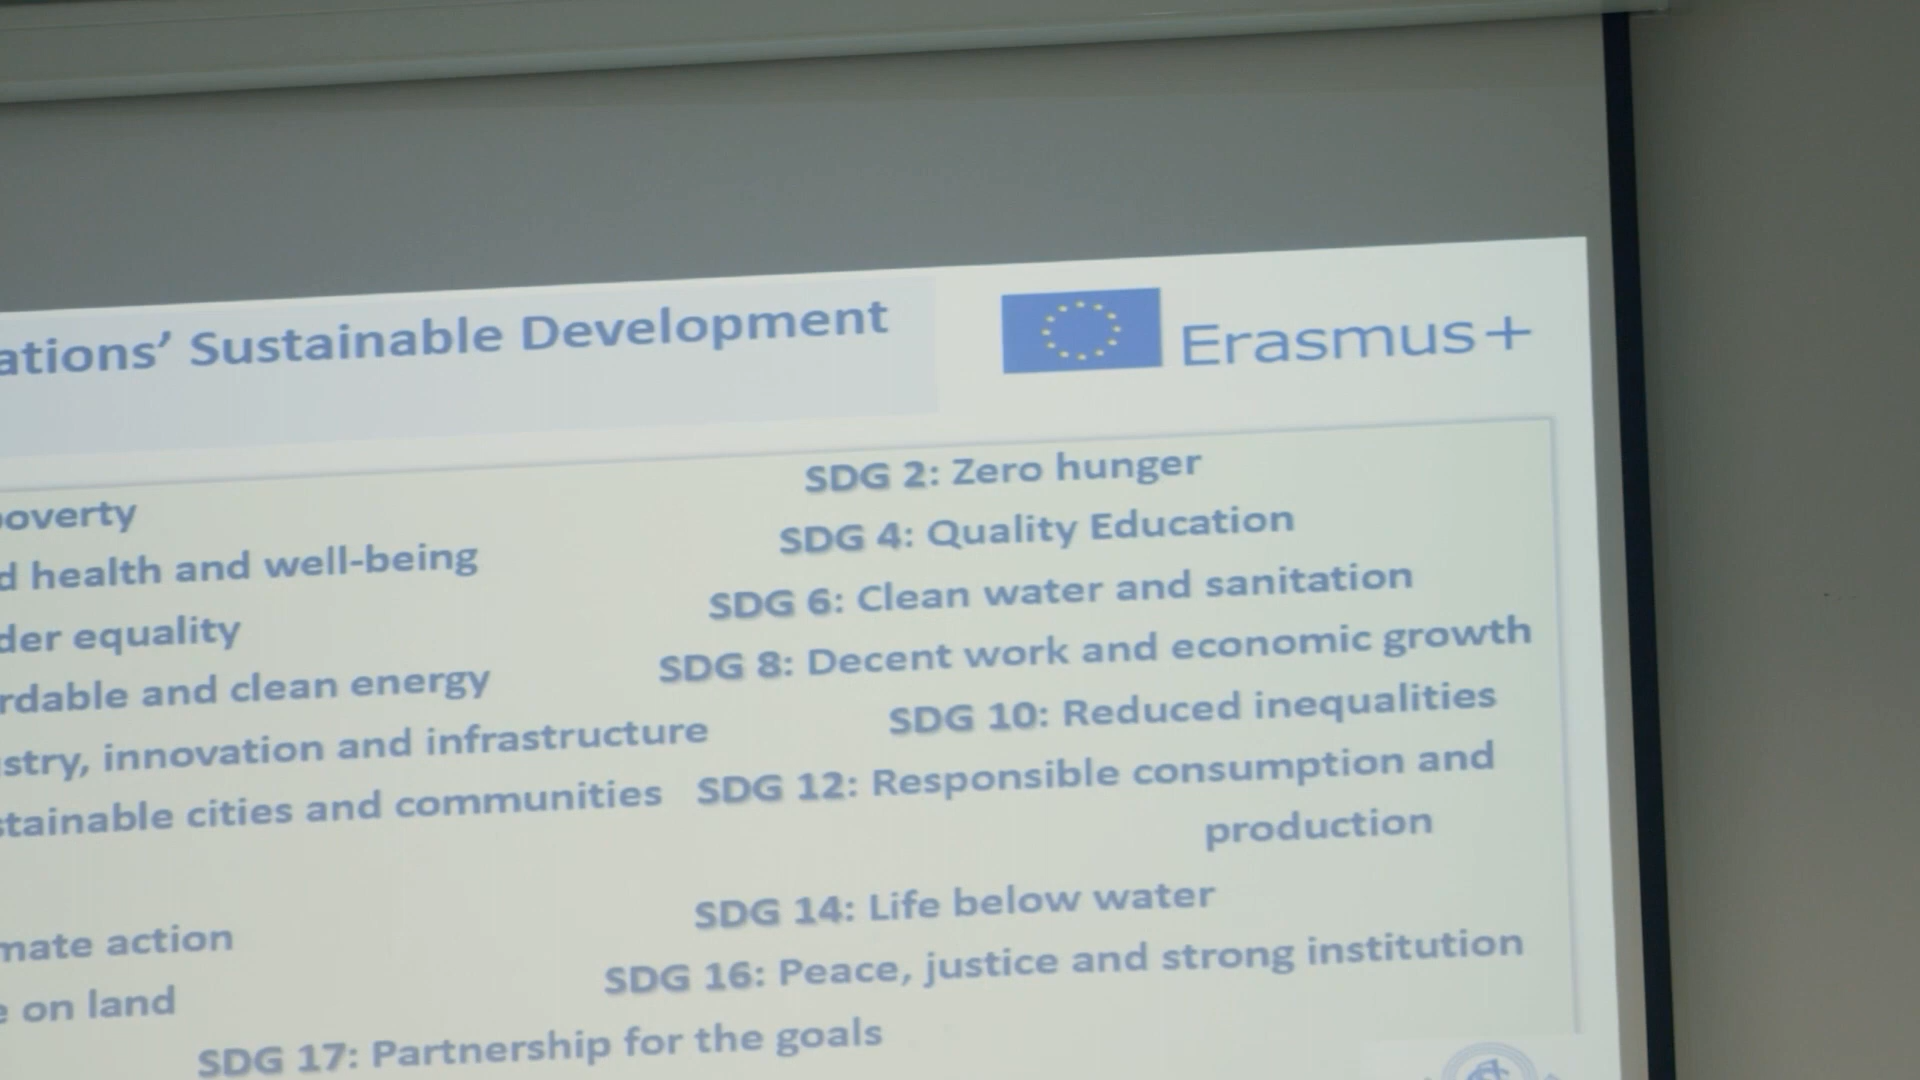 ations’ Sustainable Development
Erasmus+
poverty
SDG 2: Zero hunger
d health and well-being
SDG 4: Quality Education
der equality
SDG 6: Clean water and sanitation
rdable and clean energy
SDG 8: Decent work and economic growth
stry, innovation and infrastructure
SDG 10: Reduced inequalities
stainable cities and communities
SDG 12: Responsible consumption and
production
mate action
SDG 14: Life below water
e on land
SDG 16: Peace, justice and strong institution
SDG 17: Partnership for the goals